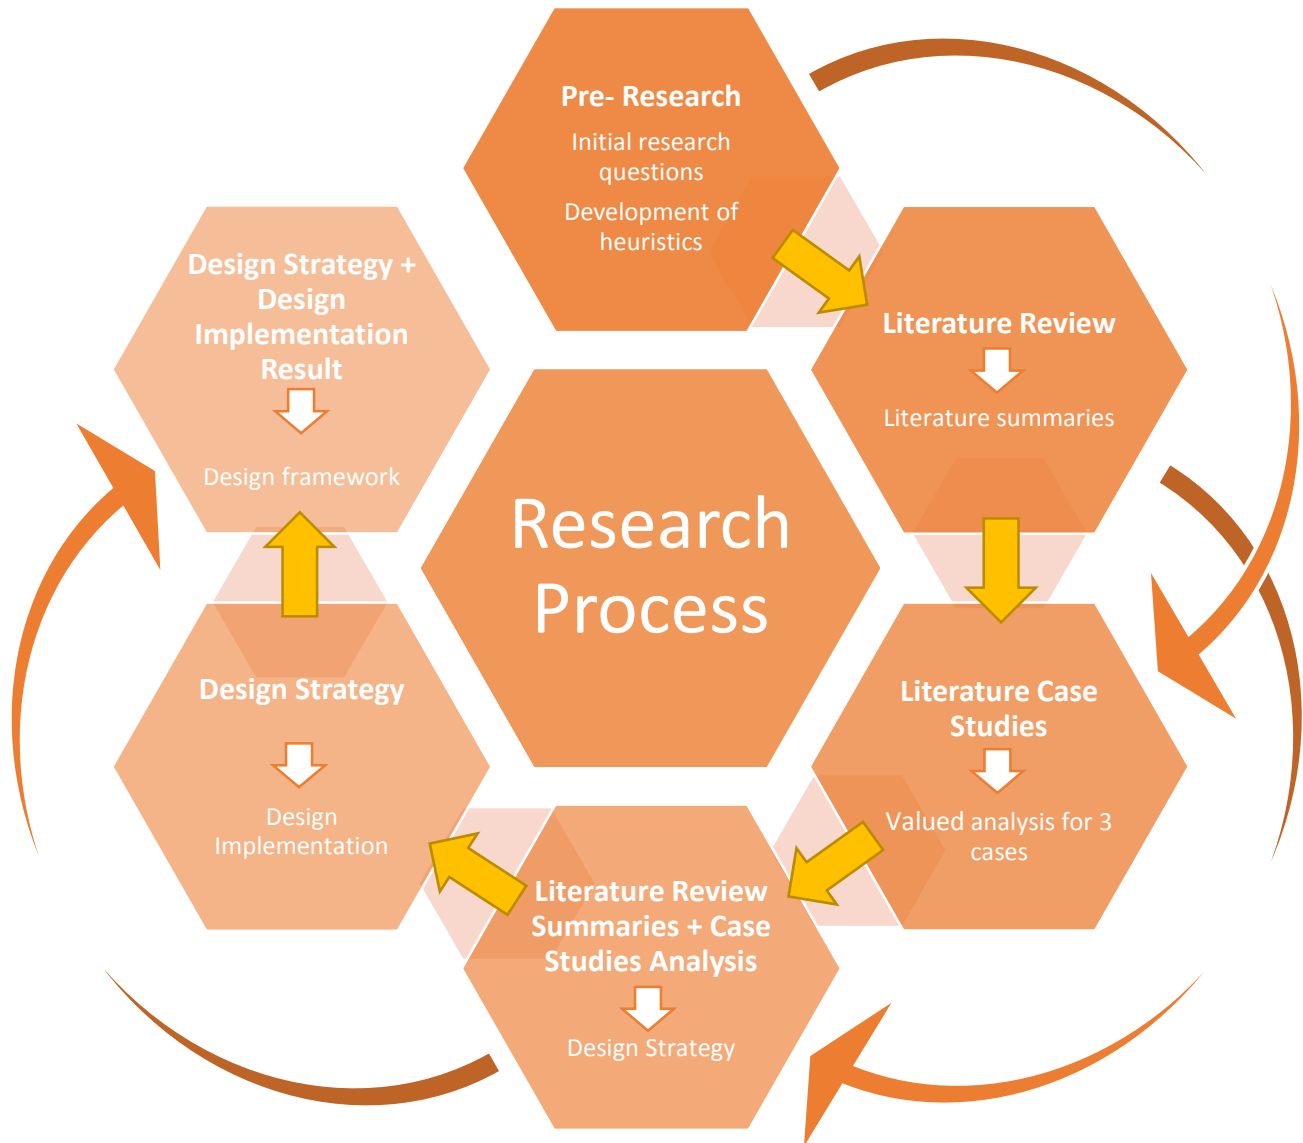 Pre- Research
Initial research
questions
Development of
heuristics
Literature Review
Literature summaries
Literature Case
Studies
Valued analysis for 3
cases
Literature Review
Summaries + Case
Studies Analysis
Design Strategy
Design Strategy
Design
Implementation
Design Strategy +
Design
Implementation
Result
Design framework
Research
Process